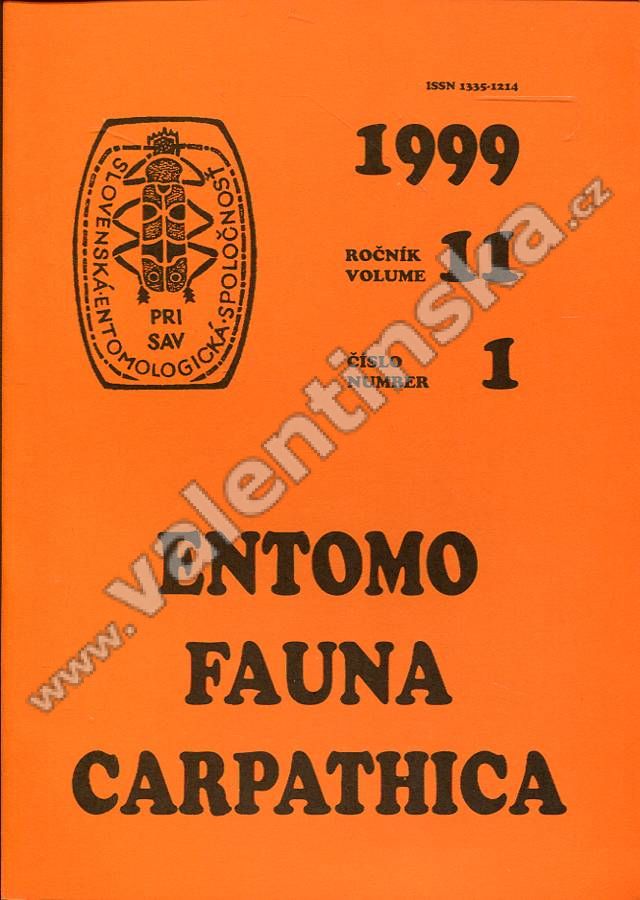 ISSN 1335-1214
1999
ROČNÍK
VOLUME
11
ČÍSLO
NUMBER
1
SLOVENSKÁ·ENTOMOLOGICKÁ·SPOLOČNOSŤ
PRI
SAV
ENTOMO
FAUNA
CARPATHICA
www.valentinska.cz